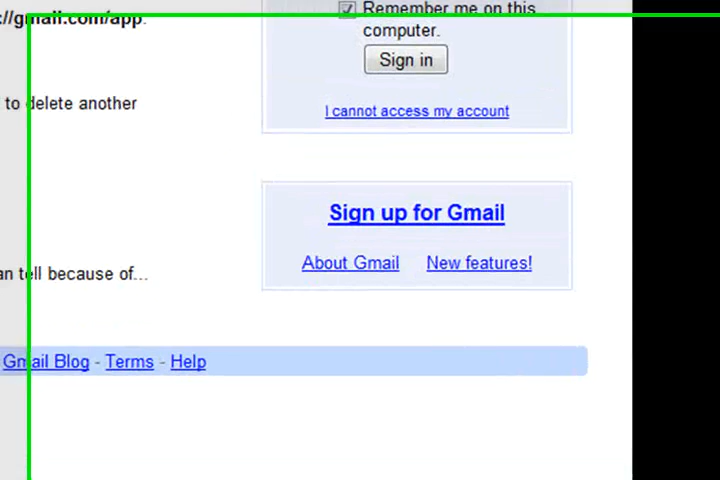 ://gmail.com/app.
Remember me on this
computer.
Sign in
to delete another
I cannot access my account
Sign up for Gmail
About Gmail New features!
an tell because of...
Gmail Blog - Terms - Help